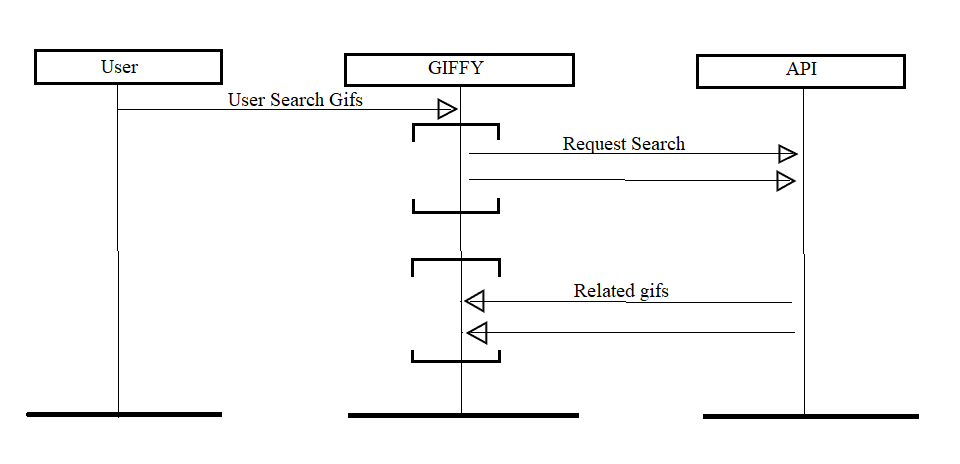 User
GIFFY
API
User Search Gifs
Request Search
Related gifs